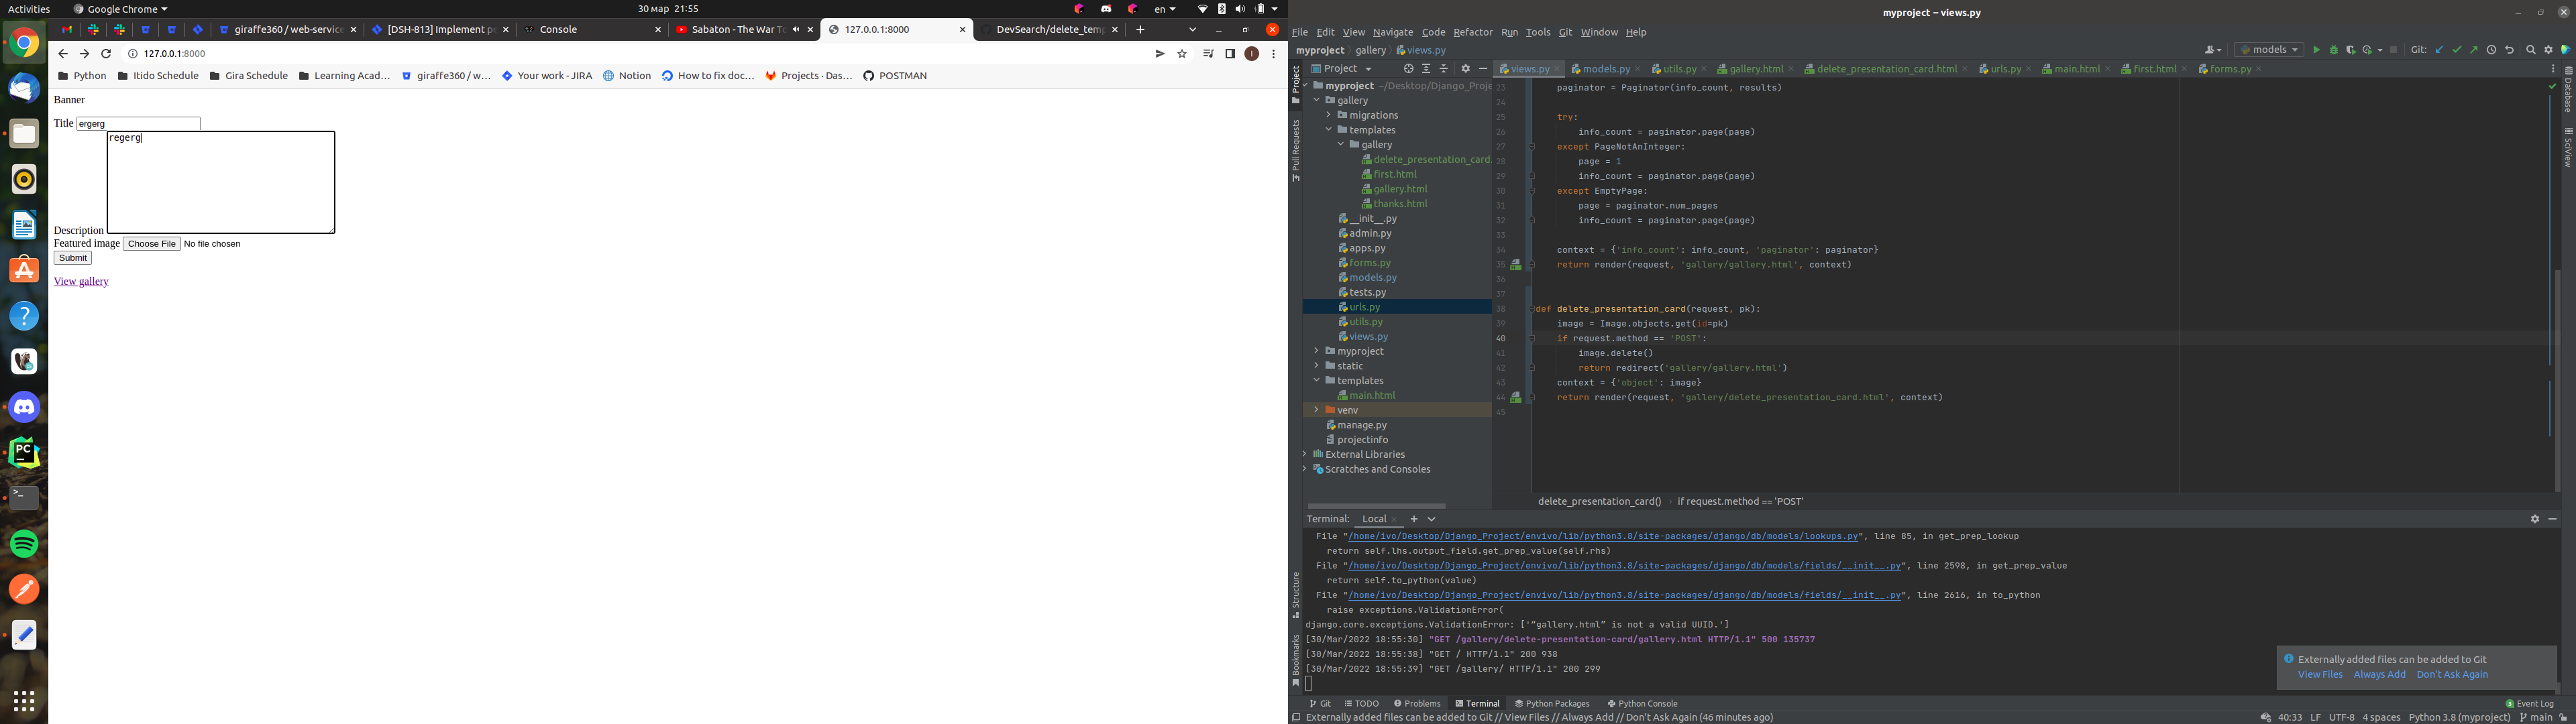 Activities
Google Chrome
30 мар 21:55
en
giraffe360 / web-service
[DSH-813] Implement pe
Console
Sabaton - The War To
127.0.0.1:8000
DevSearch/delete_temp
127.0.0.1:8000
Python
Itido Schedule
Gira Schedule
Learning Acad…
giraffe360 / w…
Your work - JIRA
Notion
How to fix doc…
Projects · Das…
POSTMAN
Banner
Title ergerg
regerg
Description
Featured image Choose File No file chosen
Submit
View gallery
myproject – views.py
File Edit View Navigate Code Refactor Run Tools Git Window Help
myproject gallery views.py
models
Git:
Project
views.py models.py utils.py gallery.html delete_presentation_card.html urls.py main.html first.html forms.py
myproject ~/Desktop/Django_Proje
gallery
migrations
templates
gallery
delete_presentation_card.
first.html
gallery.html
thanks.html
__init__.py
admin.py
apps.py
forms.py
models.py
tests.py
urls.py
utils.py
views.py
myproject
static
templates
main.html
venv
manage.py
projectinfo
External Libraries
Scratches and Consoles
Project
Pull Requests
Structure
Bookmarks
Database
SciView
23 paginator = Paginator(info_count, results)
24
25 try:
26 info_count = paginator.page(page)
27 except PageNotAnInteger:
28 page = 1
29 info_count = paginator.page(page)
30 except EmptyPage:
31 page = paginator.num_pages
32 info_count = paginator.page(page)
33
34 context = {'info_count': info_count, 'paginator': paginator}
35 return render(request, 'gallery/gallery.html', context)
36
37
38 def delete_presentation_card(request, pk):
39 image = Image.objects.get(id=pk)
40 if request.method == 'POST':
41 image.delete()
42 return redirect('gallery/gallery.html')
43 context = {'object': image}
44 return render(request, 'gallery/delete_presentation_card.html', context)
45
delete_presentation_card() if request.method == 'POST'
Terminal: Local
File "/home/ivo/Desktop/Django_Project/envivo/lib/python3.8/site-packages/django/db/models/lookups.py", line 85, in get_prep_lookup
return self.lhs.output_field.get_prep_value(self.rhs)
File "/home/ivo/Desktop/Django_Project/envivo/lib/python3.8/site-packages/django/db/models/fields/__init__.py", line 2598, in get_prep_value
return self.to_python(value)
File "/home/ivo/Desktop/Django_Project/envivo/lib/python3.8/site-packages/django/db/models/fields/__init__.py", line 2616, in to_python
raise exceptions.ValidationError(
django.core.exceptions.ValidationError: ['“gallery.html” is not a valid UUID.']
[30/Mar/2022 18:55:30] "GET /gallery/delete-presentation-card/gallery.html HTTP/1.1" 500 135737
[30/Mar/2022 18:55:38] "GET / HTTP/1.1" 200 938
[30/Mar/2022 18:55:39] "GET /gallery/ HTTP/1.1" 200 299
Externally added files can be added to Git
View Files Always Add Don't Ask Again
Git TODO Problems Terminal Python Packages Python Console
3 Event Log
Externally added files can be added to Git // View Files // Always Add // Don't Ask Again (46 minutes ago)
40:33 LF UTF-8 4 spaces Python 3.8 (myproject) main